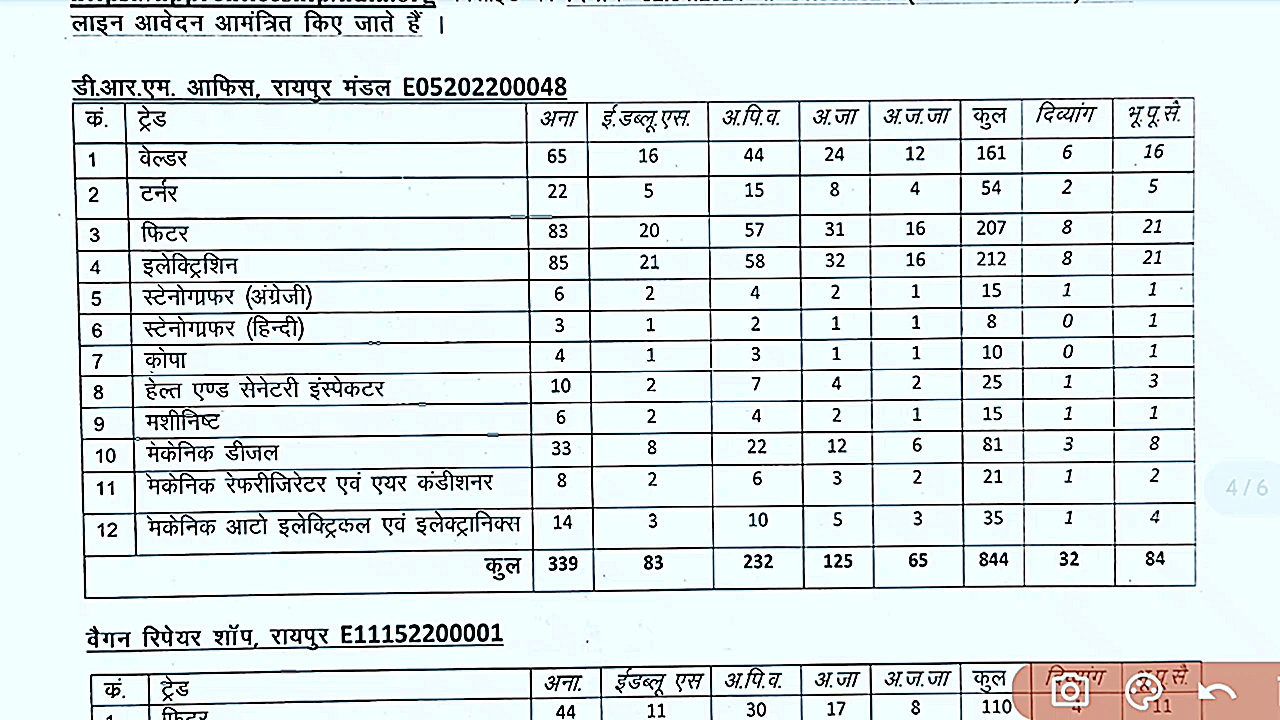 लाइन आवेदन आमंत्रित किए जाते हैं ।
डी.आर.एम. आफिस, रायपुर मंडल E05202200048
कं. ट्रेड अना ई.डब्लू.एस. अ.पि.व. अ.जा अ.ज.जा कुल दिव्यांग भू.पू.से.
1 वेल्डर 65 16 44 24 12 161 6 16
2 टर्नर 22 5 15 8 4 54 2 5
3 फिटर 83 20 57 31 16 207 8 21
4 इलेक्ट्रिशिन 85 21 58 32 16 212 8 21
5 स्टेनोग्राफर (अंग्रेजी) 6 2 4 2 1 15 1 1
6 स्टेनोग्राफर (हिन्दी) 3 1 2 1 1 8 0 1
7 कोपा 4 1 3 1 1 10 0 1
8 हेल्त एण्ड सेनेटरी इंस्पेकटर 10 2 7 4 2 25 1 3
9 मशीनिष्ट 6 2 4 2 1 15 1 1
10 मेकेनिक डीजल 33 8 22 12 6 81 3 8
11 मेकेनिक रेफरीजिरेटर एवं एयर कंडीशनर 8 2 6 3 2 21 1 2
12 मकेनिक आटो इलेक्ट्रिकल एवं इलेक्ट्रानिक्स 14 3 10 5 3 35 1 4
कुल 339 83 232 125 65 844 32 84
4/6
वैगन रिपेयर शॉप, रायपुर E11152200001
कं. ट्रेड अना. ईडब्लू एस अ.पि.व. अ.जा अ.ज.जा कुल दिव्यांग भू.पू.से.
फिटर 44 11 30 17 8 110 4 11